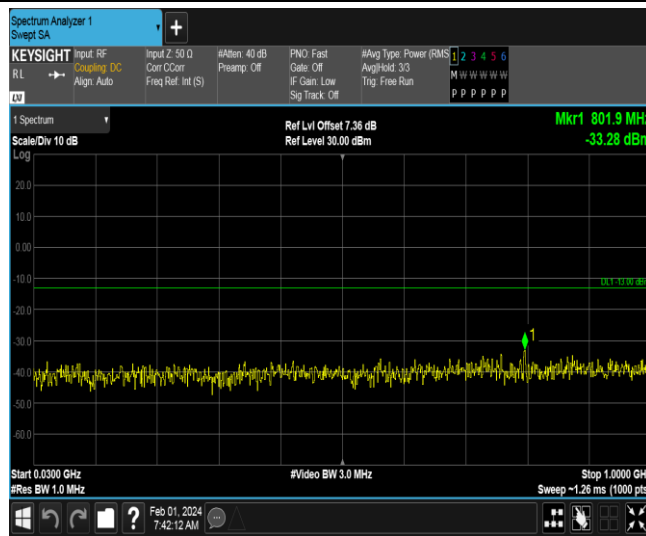 Spectrum Analyzer 1
Swept SA
+
KEYSIGHT
RL
LXI
Input: RF
Coupling: DC
Align: Auto
Input Z: 50 Ω
Corr CCorr
Freq Ref: Int (S)
#Atten: 40 dB
Preamp: Off
PNO: Fast
Gate: Off
IF Gain: Low
Sig Track: Off
#Avg Type: Power (RMS
Avg|Hold: 3/3
Trig: Free Run
1 2 3 4 5 6
M W W W W W
P P P P P P
1 Spectrum
Scale/Div 10 dB
Ref Lvl Offset 7.36 dB
Ref Level 30.00 dBm
Mkr1 801.9 MHz
-33.28 dBm
Log
20.0
10.0
0.00
-10.0
DL1 -13.00 dBm
-20.0
-30.0
1
-40.0
-50.0
-60.0
Start 0.0300 GHz
#Res BW 1.0 MHz
#Video BW 3.0 MHz
Stop 1.0000 GH
Sweep ~1.26 ms (1000 pts
?
Feb 01, 2024
7:42:12 AM